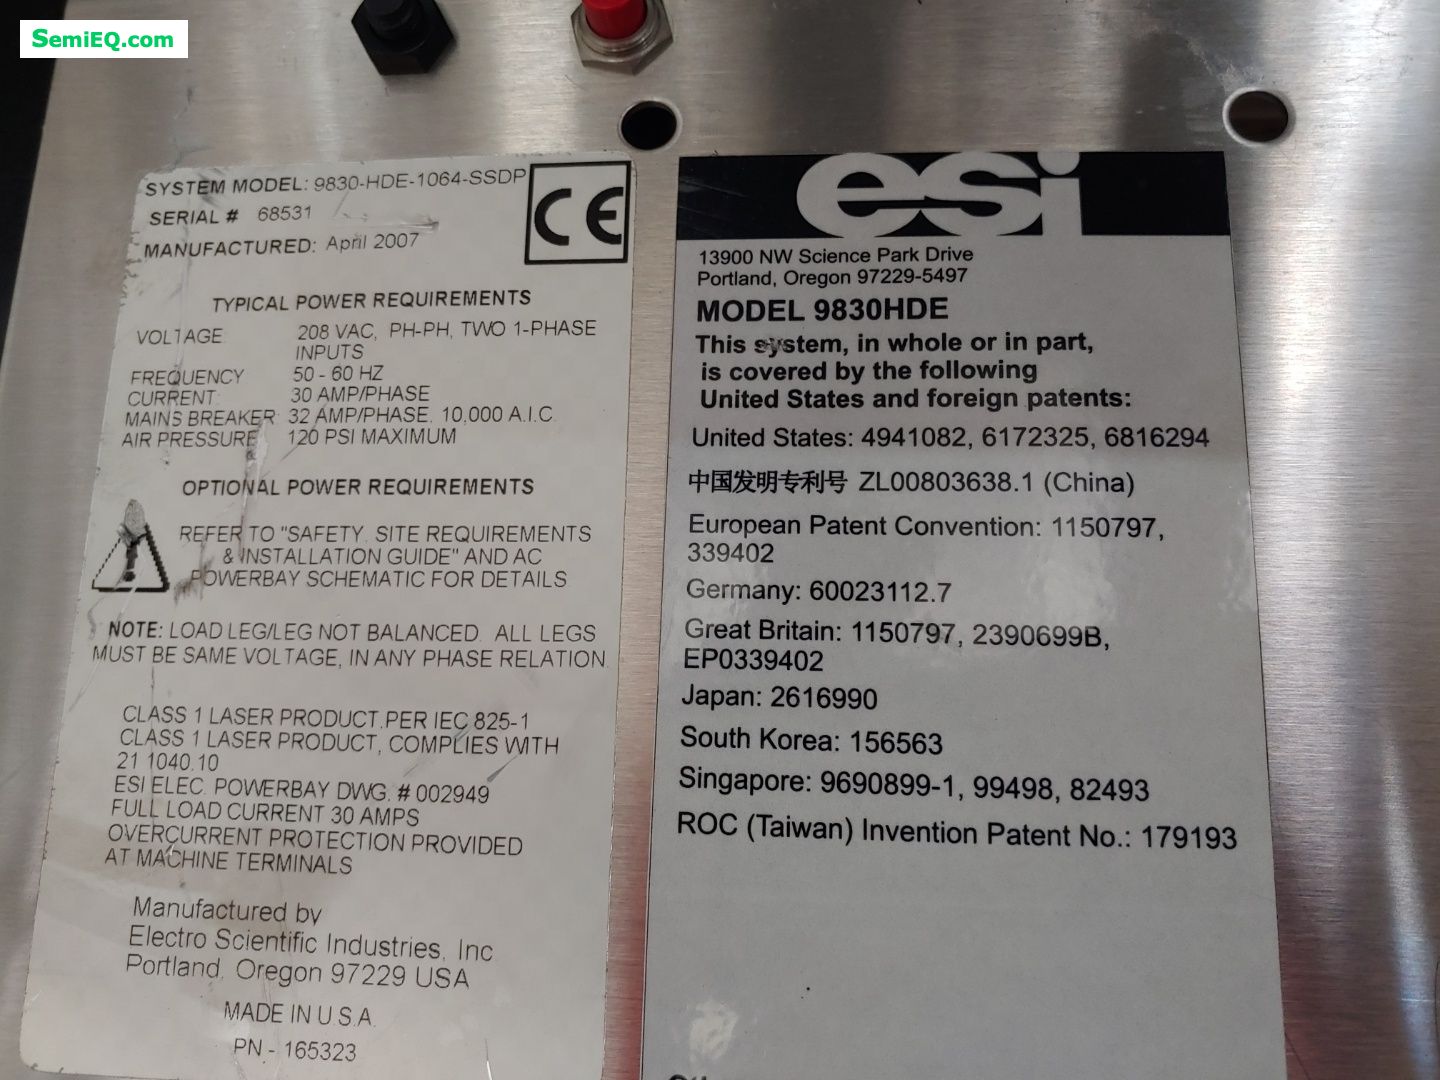 SemiEQ.com
SYSTEM MODEL: 9830-HDE-1064-SSDP
SERIAL # 68531
MANUFACTURED: April 2007
CE
TYPICAL POWER REQUIREMENTS
VOLTAGE: 208 VAC, PH-PH, TWO 1-PHASE
INPUTS
FREQUENCY 50 - 60 HZ
CURRENT: 30 AMP/PHASE
MAINS BREAKER: 32 AMP/PHASE, 10,000 A.I.C.
AIR PRESSURE 120 PSI MAXIMUM
OPTIONAL POWER REQUIREMENTS
REFER TO "SAFETY, SITE REQUIREMENTS
& INSTALLATION GUIDE" AND AC
POWERBAY SCHEMATIC FOR DETAILS
NOTE: LOAD LEG/LEG NOT BALANCED. ALL LEGS
MUST BE SAME VOLTAGE, IN ANY PHASE RELATION.
CLASS 1 LASER PRODUCT,PER IEC 825-1
CLASS 1 LASER PRODUCT, COMPLIES WITH
21 1040.10
ESI ELEC. POWERBAY DWG. # 002949
FULL LOAD CURRENT 30 AMPS
OVERCURRENT PROTECTION PROVIDED
AT MACHINE TERMINALS
Manufactured by
Electro Scientific Industries, Inc
Portland, Oregon 97229 USA
MADE IN U.S.A.
PN - 165323
esi
13900 NW Science Park Drive
Portland, Oregon 97229-5497
MODEL 9830HDE
This system, in whole or in part,
is covered by the following
United States and foreign patents:
United States: 4941082, 6172325, 6816294
中国发明专利号 ZL00803638.1 (China)
European Patent Convention: 1150797,
339402
Germany: 60023112.7
Great Britain: 1150797, 2390699B,
EP0339402
Japan: 2616990
South Korea: 156563
Singapore: 9690899-1, 99498, 82493
ROC (Taiwan) Invention Patent No.: 179193